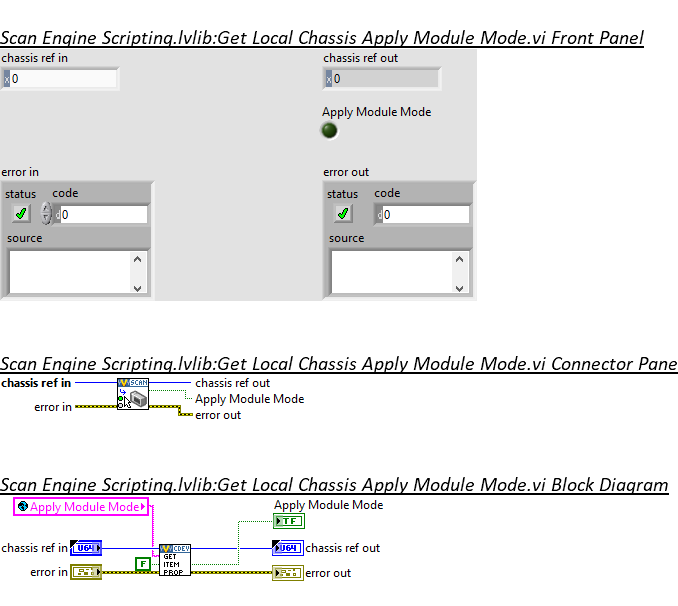 Scan Engine Scripting.lvlib:Get Local Chassis Apply Module Mode.vi Front Panel
chassis ref in
chassis ref out
x 0
x 0
Apply Module Mode
error in
error out
status
code
status
code
d 0
d 0
source
source
Scan Engine Scripting.lvlib:Get Local Chassis Apply Module Mode.vi Connector Pane
chassis ref in
SCAN
chassis ref out
Apply Module Mode
error in
error out
Scan Engine Scripting.lvlib:Get Local Chassis Apply Module Mode.vi Block Diagram
Apply Module Mode
Apply Module Mode
TF
chassis ref in
U64
CDEV
GET
ITEM
PROP
U64
chassis ref out
F
error in
error out